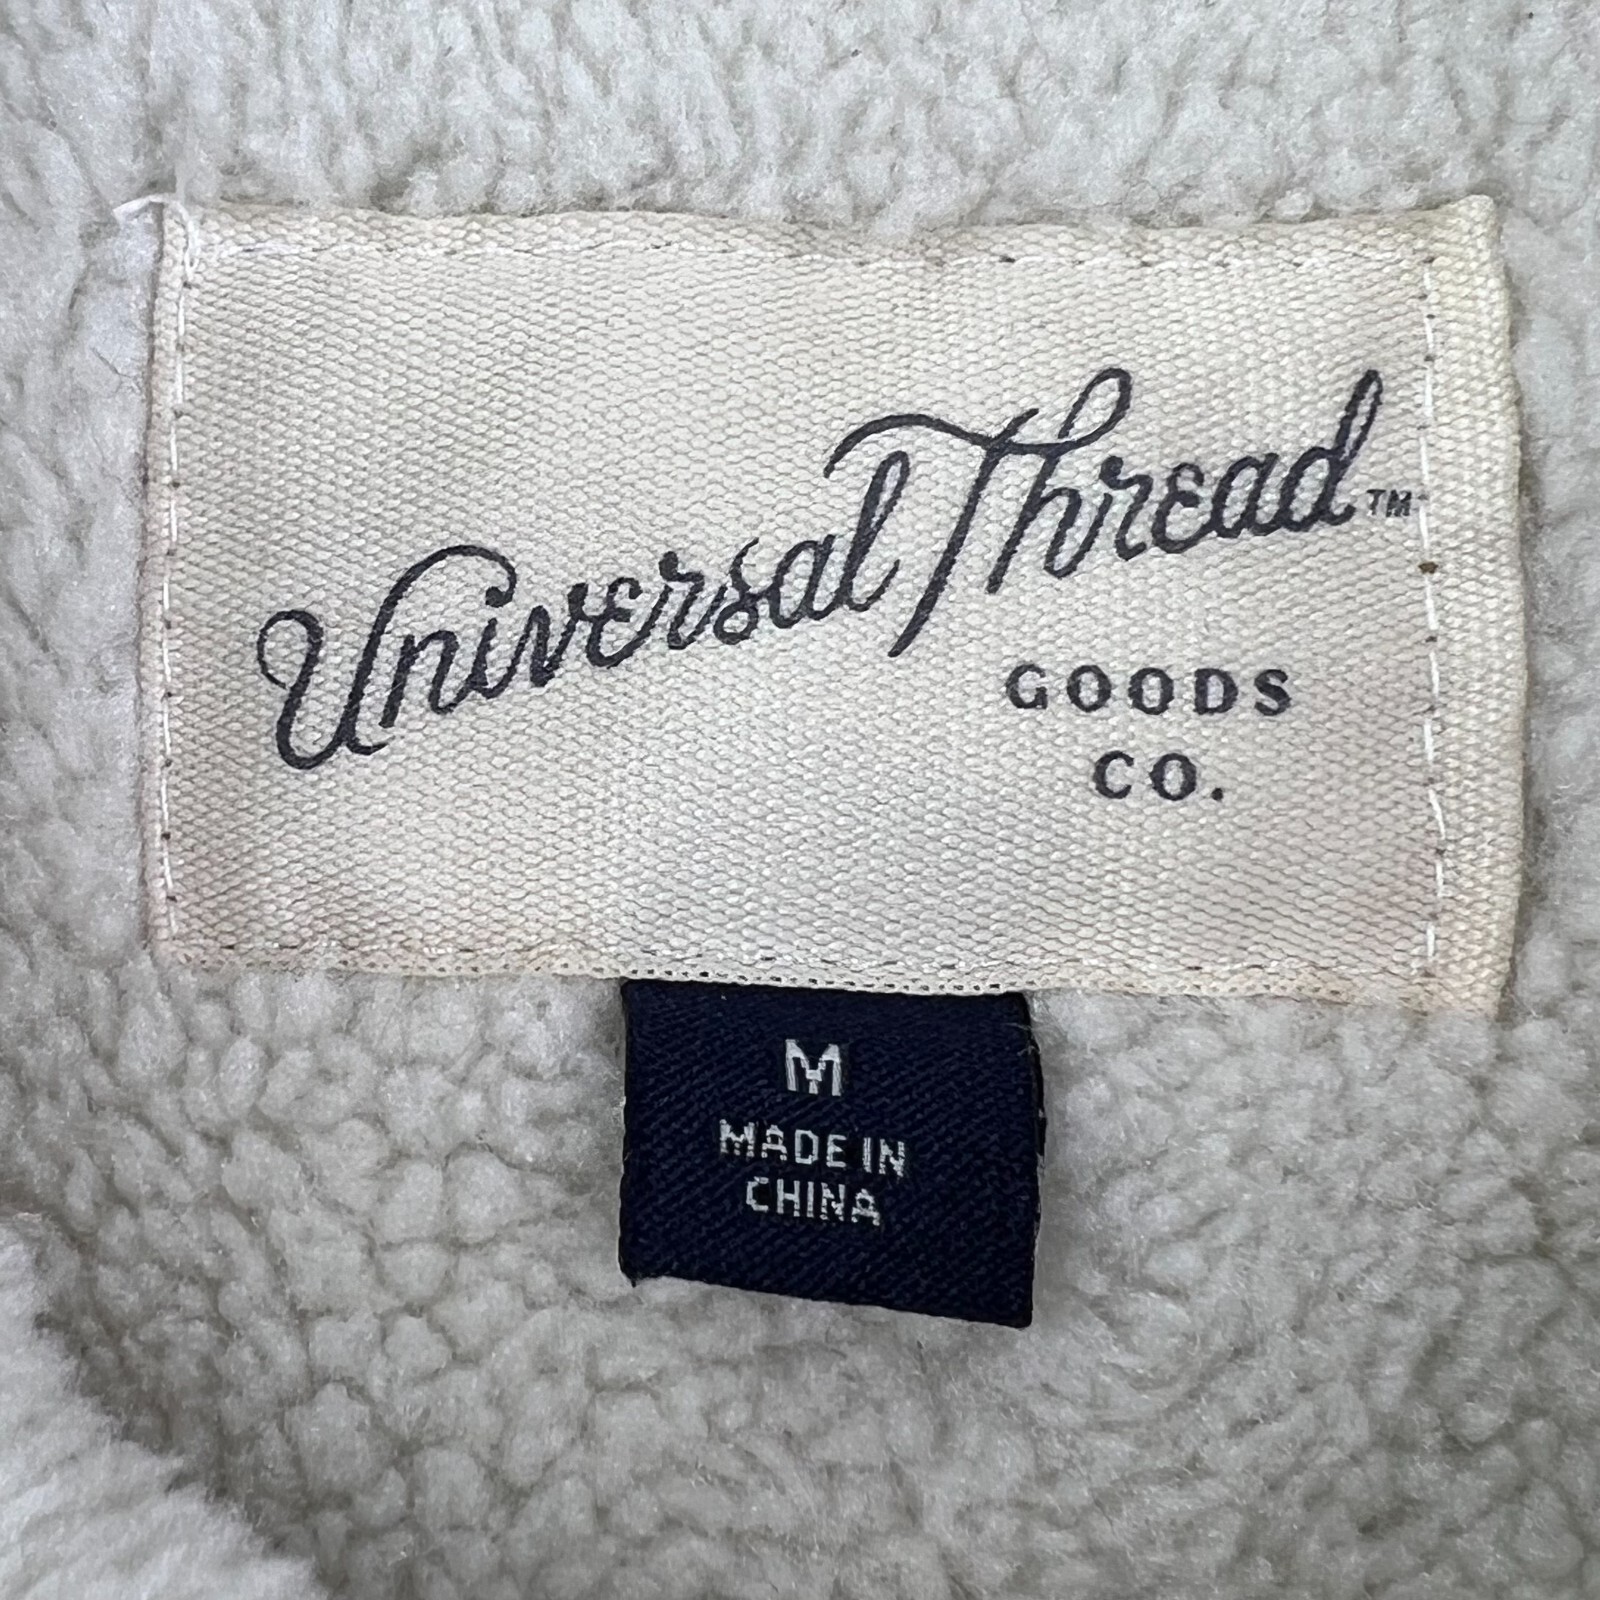 Universal Thread™
GOODS
CO.
M
MADE IN
CHINA